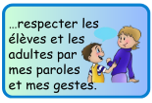 ...respecter les
élèves et les
adultes par
mes paroles
et mes gestes.